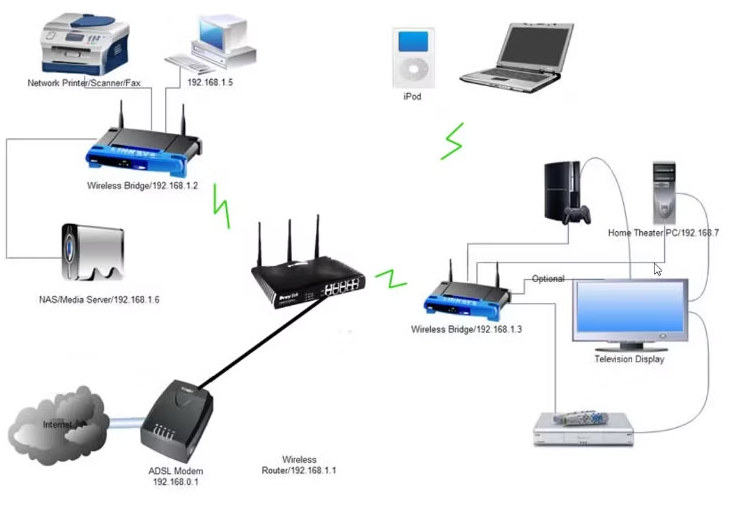 Network Printer/Scanner/Fax
192.168.1.5
iPod
LINKSYS
Wireless Bridge/192.168.1.2
Home Theater PC/192.168.7
NAS/Media Server/192.168.1.6
Optional
LINKSYS
Wireless Bridge/192.168.1.3
Television Display
Internet
ADSL Modem
192.168.0.1
Wireless
Router/192.168.1.1